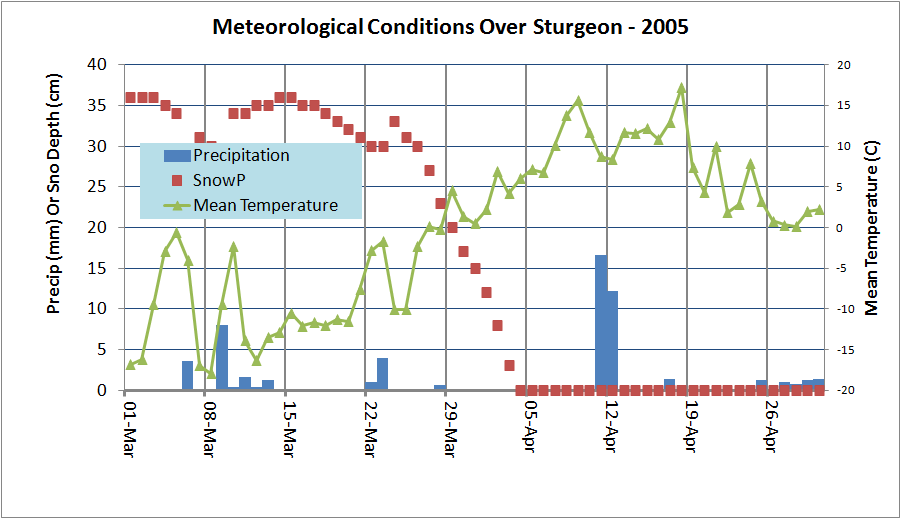 Meteorological Conditions Over Sturgeon - 2005
Precip (mm) Or Sno Depth (cm)
40
35
30
25
20
15
10
5
0
Precipitation
SnowP
Mean Temperature
20
15
10
5
0
-5
-10
-15
-20
Mean Temperature (C)
01-Mar
08-Mar
15-Mar
22-Mar
29-Mar
05-Apr
12-Apr
19-Apr
26-Apr